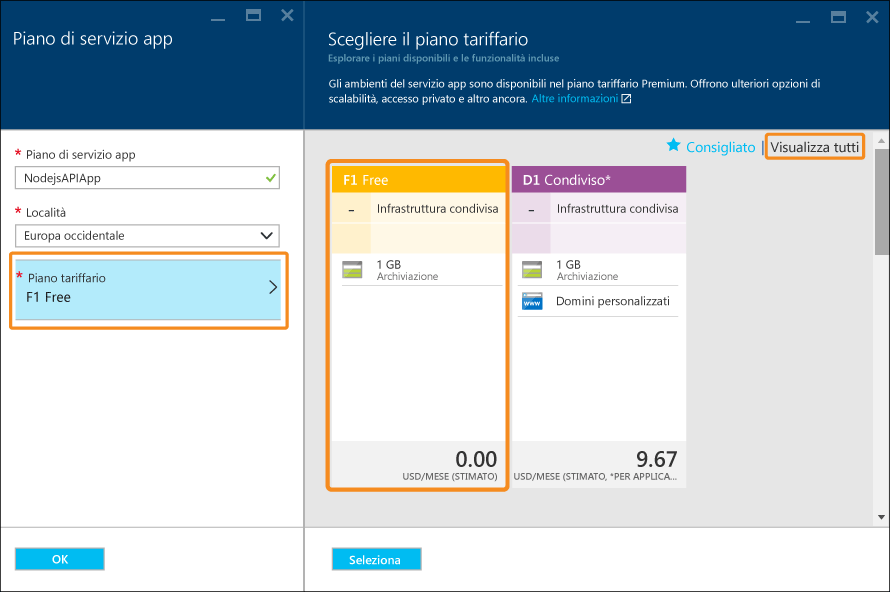 Piano di servizio app
* Piano di servizio app
NodejsAPIApp
* Località
Europa occidentale
* Piano tariffario
F1 Free
OK
Scegliere il piano tariffario
Esplorare i piani disponibili e le funzionalità incluse
Gli ambienti del servizio app sono disponibili nel piano tariffario Premium. Offrono ulteriori opzioni di
scalabilità, accesso privato e altro ancora. Altre informazioni
Consigliato | Visualizza tutti
F1 Free
- Infrastruttura condivisa
1 GB
Archiviazione
0.00
USD/MESE (STIMATO)
D1 Condiviso*
- Infrastruttura condivisa
1 GB
Archiviazione
www Domini personalizzati
9.67
USD/MESE (STIMATO, *PER APPLICA...
Seleziona